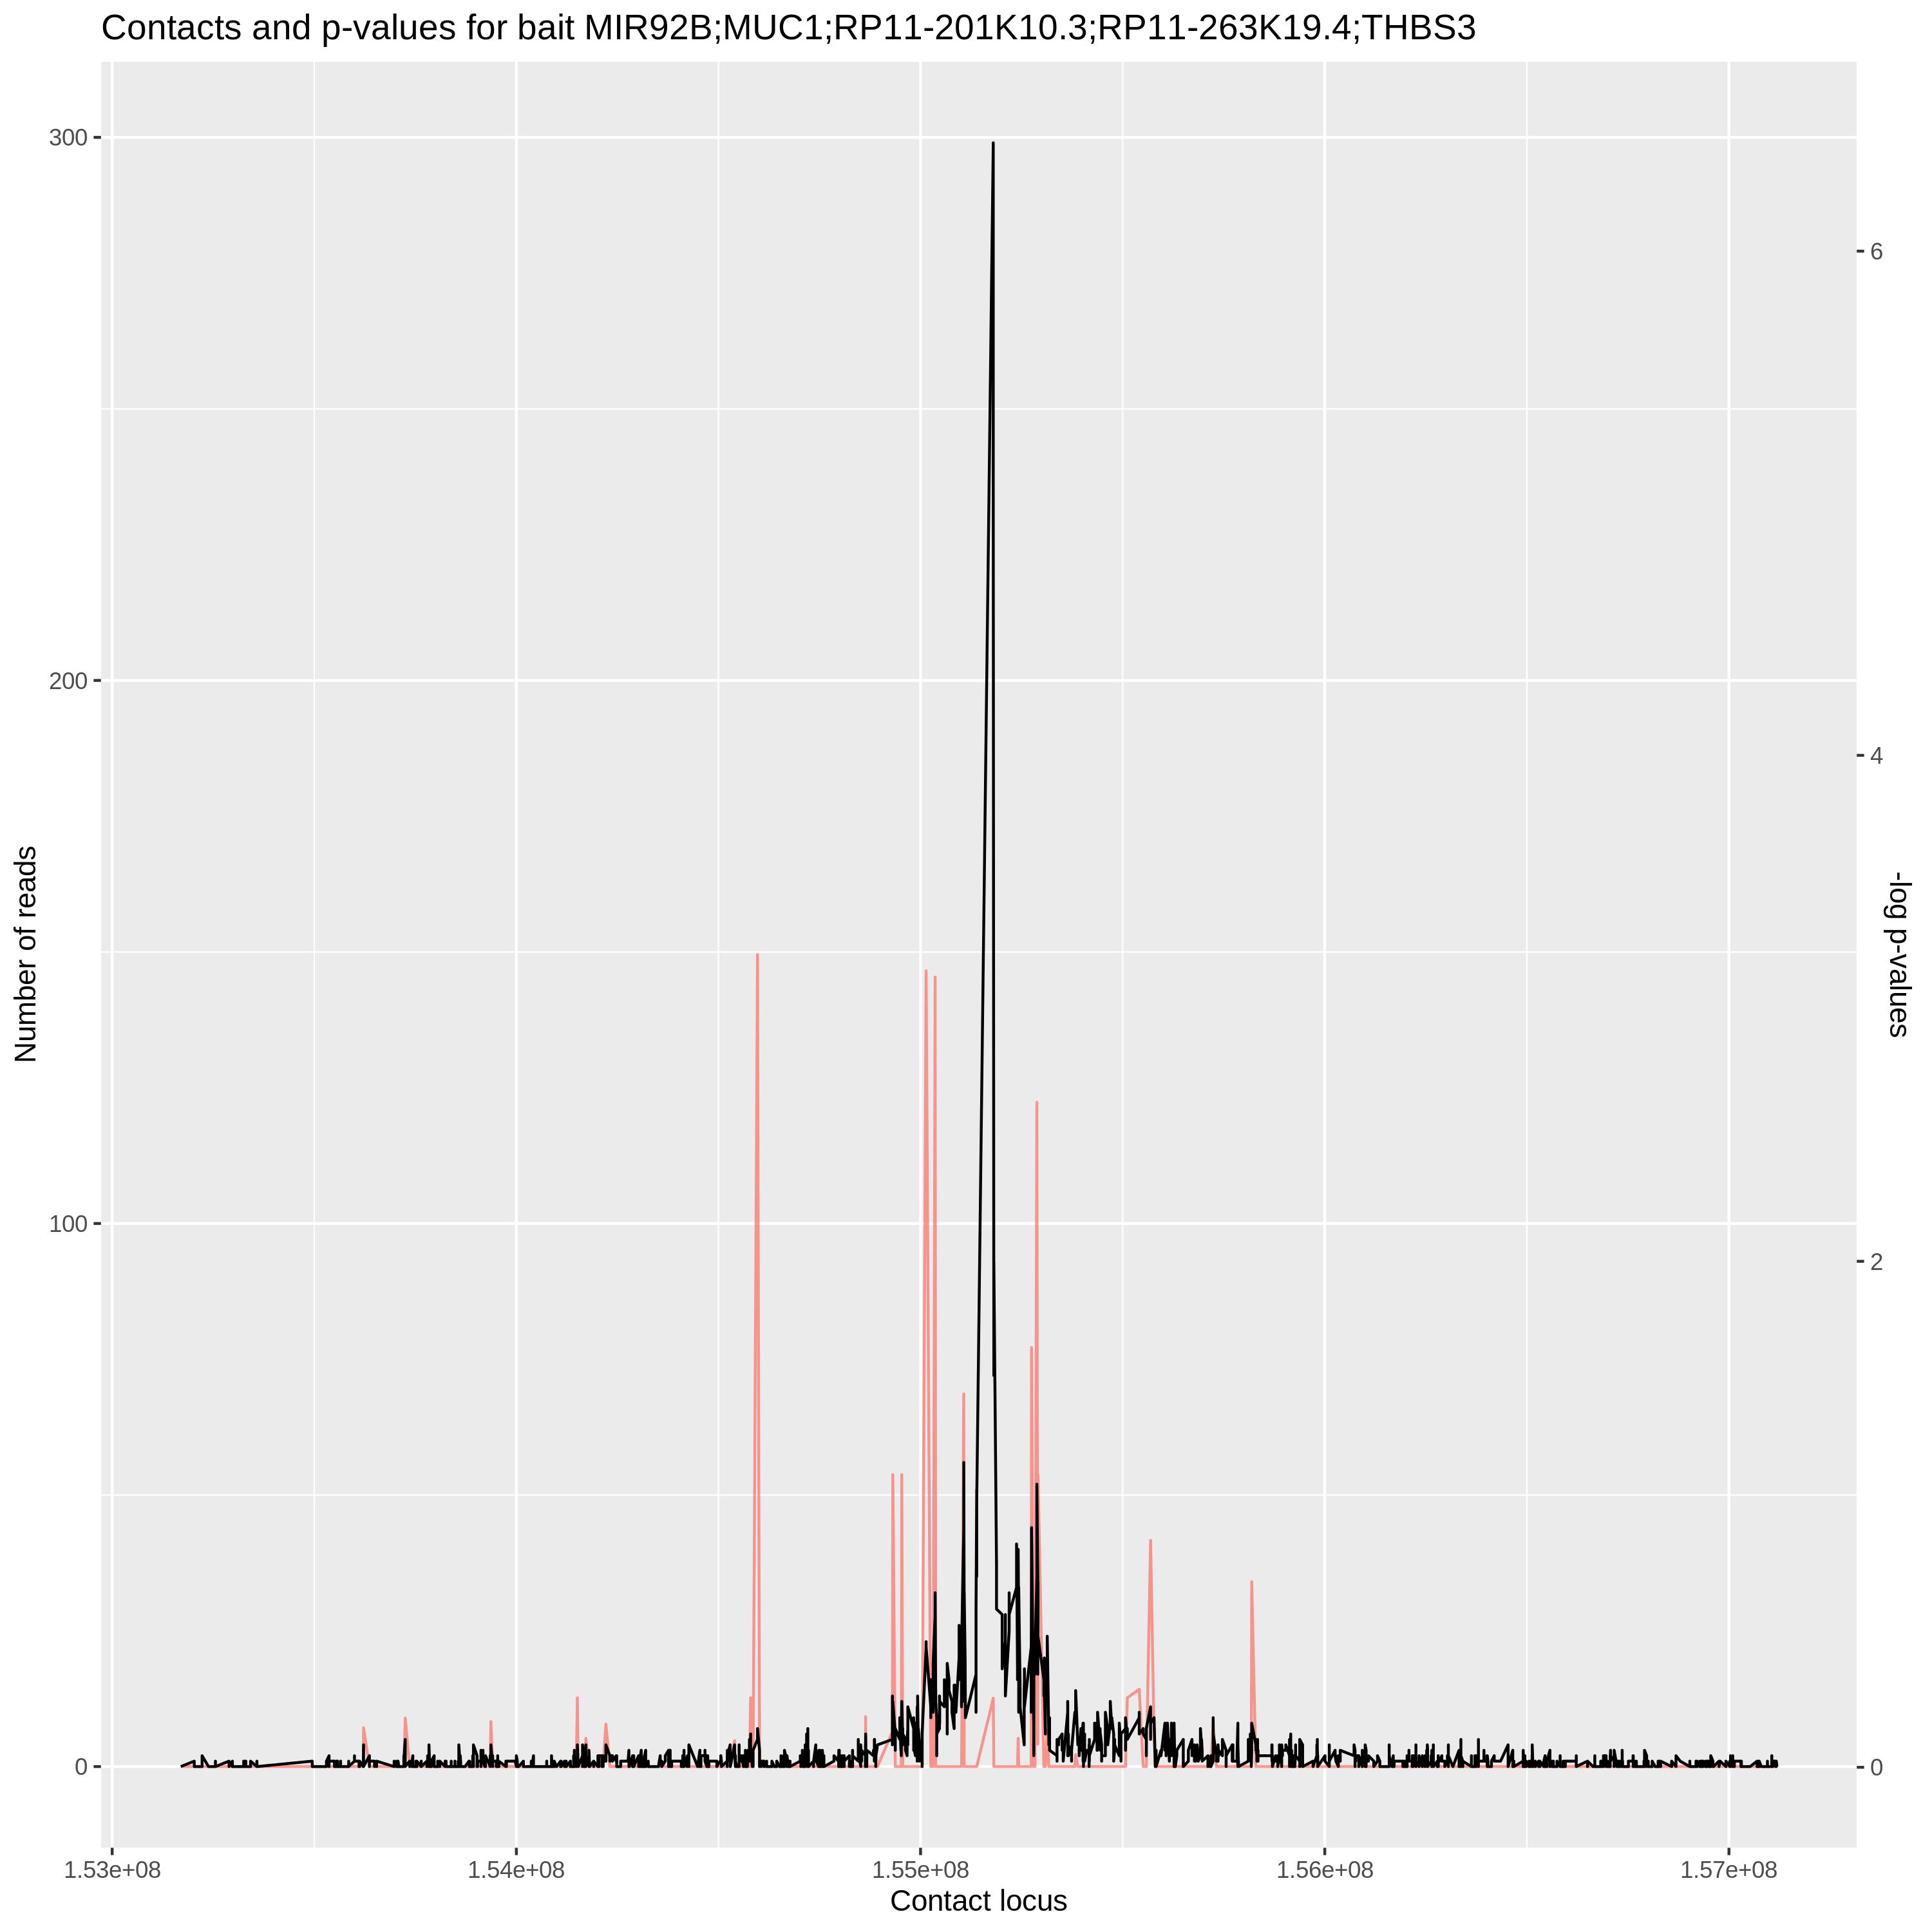 Contacts and p-values for bait MIR92B;MUC1;RP11-201K10.3;RP11-263K19.4;THBS3
300
200
100
0
Number of reads
6
4
2
0
-log p-values
1.53e+08 1.54e+08 1.55e+08 1.56e+08 1.57e+08
Contact locus